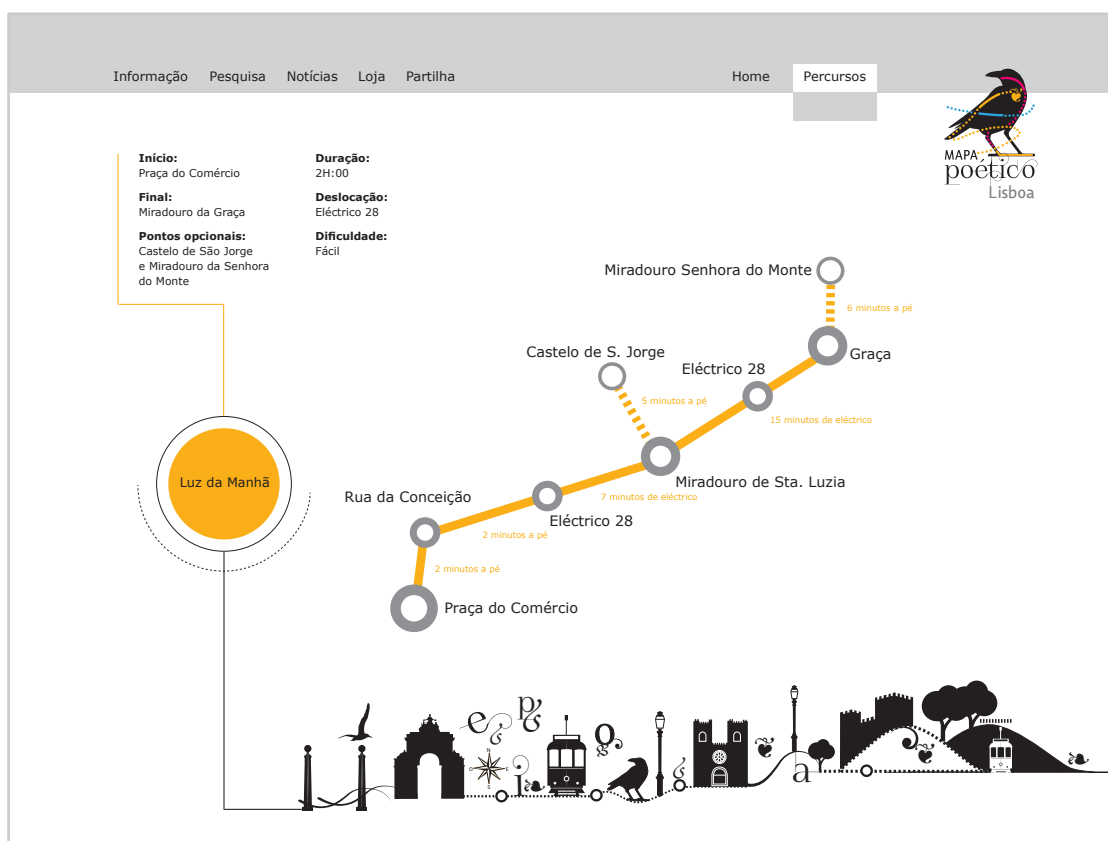 Informação Pesquisa Notícias Loja Partilha Home Percursos
MAPA
poético
Lisboa
Início:
Praça do Comércio
Final:
Miradouro da Graça
Pontos opcionais:
Castelo de São Jorge
e Miradouro da Senhora
do Monte
Duração:
2H:00
Deslocação:
Eléctrico 28
Dificuldade:
Fácil
Miradouro Senhora do Monte
6 minutos a pé
Graça
Castelo de S. Jorge
Eléctrico 28
5 minutos a pé
15 minutos de eléctrico
Luz da Manhã
Miradouro de Sta. Luzia
Rua da Conceição
7 minutos de eléctrico
Eléctrico 28
2 minutos a pé
2 minutos a pé
Praça do Comércio
e & p & g a
N
O E
S